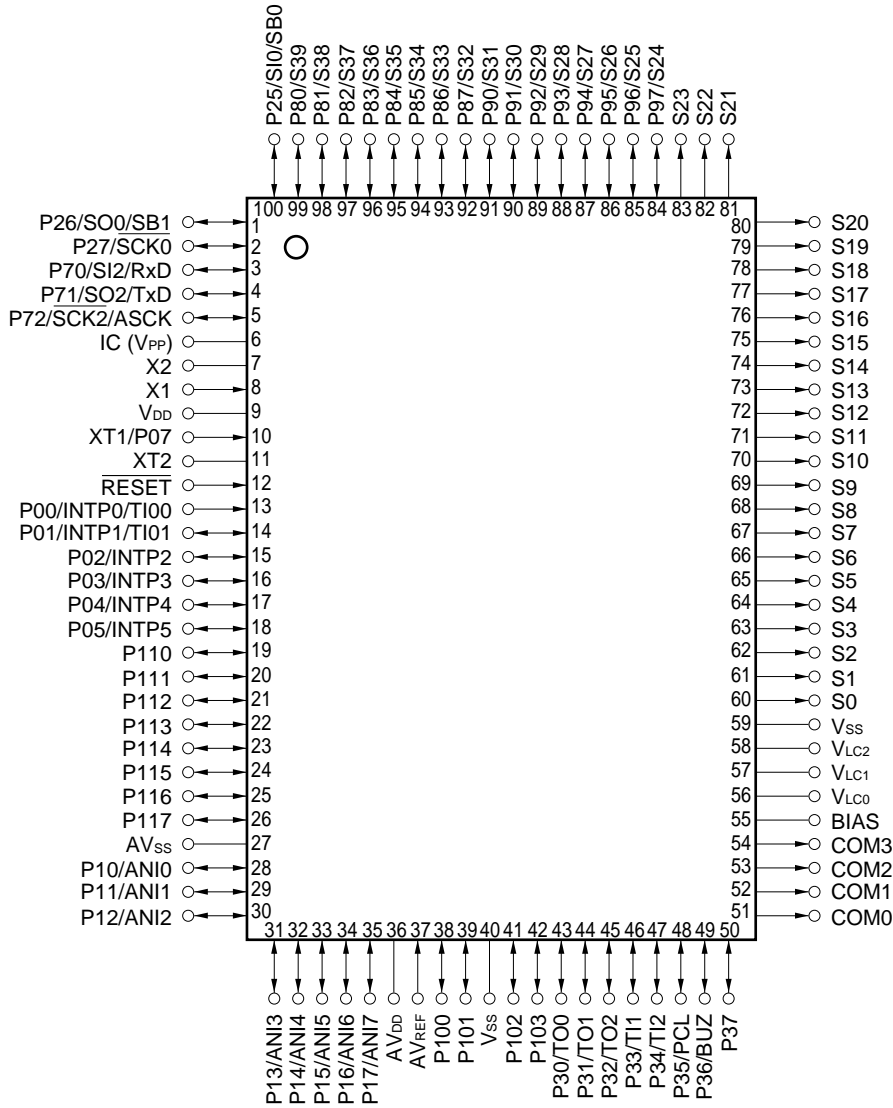 P25/SI0/SB0
P80/S39
P81/S38
P82/S37
P83/S36
P84/S35
P85/S34
P86/S33
P87/S32
P90/S31
P91/S30
P92/S29
P93/S28
P94/S27
P95/S26
P96/S25
P97/S24
S23
S22
S21
100 99 98 97 96 95 94 93 92 91 90 89 88 87 86 85 84 83 82 81
P26/SO0/SB1 1 80 S20
P27/S̅C̅K̅0̅ 2 79 S19
P70/SI2/RxD 3 78 S18
P71/SO2/TxD 4 77 S17
P72/S̅C̅K̅2̅/ASCK 5 76 S16
IC (VPP) 6 75 S15
X2 7 74 S14
X1 8 73 S13
VDD 9 72 S12
XT1/P07 10 71 S11
XT2 11 70 S10
R̅E̅S̅E̅T̅ 12 69 S9
P00/INTP0/TI00 13 68 S8
P01/INTP1/TI01 14 67 S7
P02/INTP2 15 66 S6
P03/INTP3 16 65 S5
P04/INTP4 17 64 S4
P05/INTP5 18 63 S3
P110 19 62 S2
P111 20 61 S1
P112 21 60 S0
P113 22 59 VSS
P114 23 58 VLC2
P115 24 57 VLC1
P116 25 56 VLC0
P117 26 55 BIAS
AVSS 27 54 COM3
P10/ANI0 28 53 COM2
P11/ANI1 29 52 COM1
P12/ANI2 30 51 COM0
31 32 33 34 35 36 37 38 39 40 41 42 43 44 45 46 47 48 49 50
P13/ANI3
P14/ANI4
P15/ANI5
P16/ANI6
P17/ANI7
AVDD
AVREF
P100
P101
VSS
P102
P103
P30/TO0
P31/TO1
P32/TO2
P33/TI1
P34/TI2
P35/PCL
P36/BUZ
P37